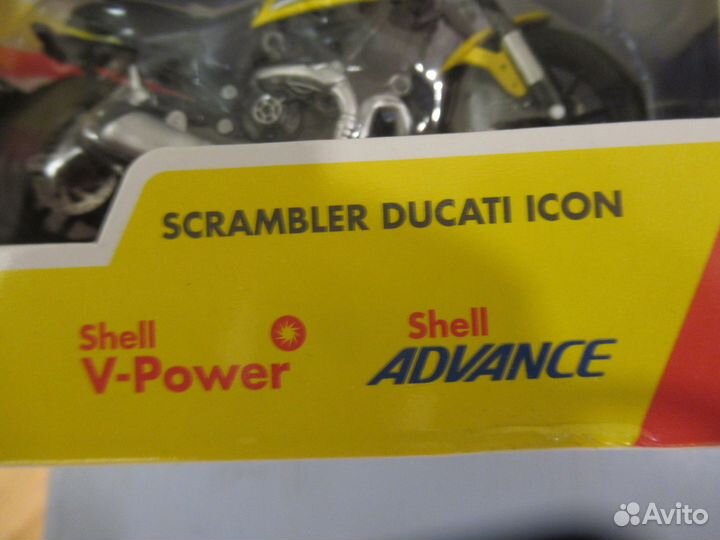 SCRAMBLER DUCATI ICON
Shell
V-Power
Shell
ADVANCE
Avito